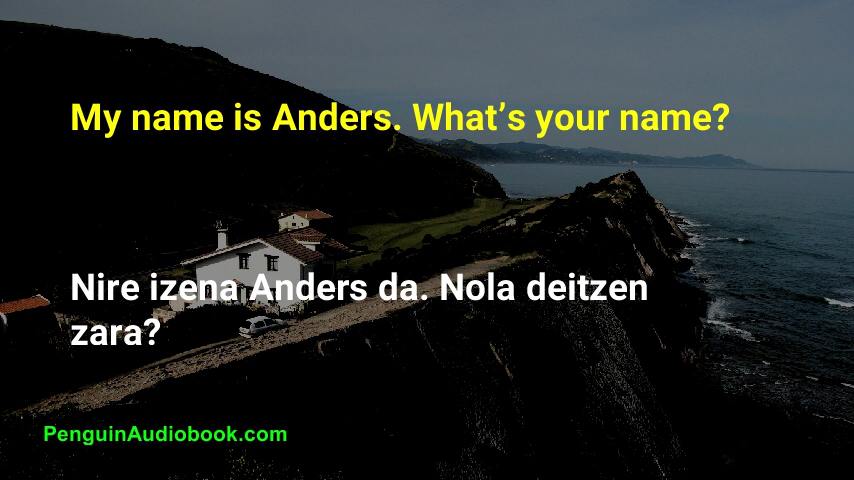 My name is Anders. What’s your name?
Nire izena Anders da. Nola deitzen
zara?
PenguinAudiobook.com